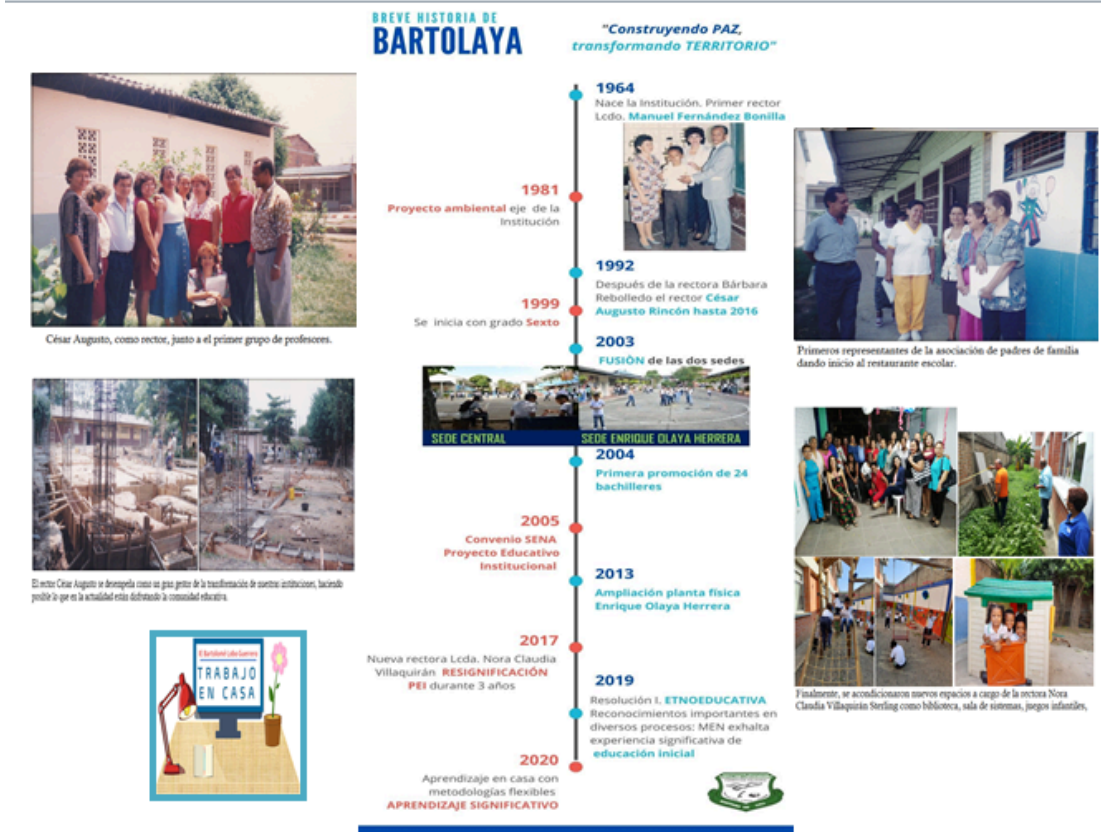 BREVE HISTORIA DE
BARTOLAYA
"Construyendo PAZ,
transformando TERRITORIO"
1964
Nace la Institución. Primer rector
Lcdo. Manuel Fernández Bonilla
1981
Proyecto ambiental eje de la
Institución
1992
Después de la rectora Bárbara
Rebolledo el rector César
Augusto Rincón hasta 2016
1999
Se inicia con grado Sexto
2003
FUSIÒN de las dos sedes
SEDE CENTRAL
SEDE ENRIQUE OLAYA HERRERA
2004
Primera promoción de 24
bachilleres
2005
Convenio SENA
Proyecto Educativo
Institucional
2013
Ampliación planta física
Enrique Olaya Herrera
2017
Nueva rectora Lcda. Nora Claudia
Villaquirán RESIGNIFICACIÓN
PEI durante 3 años
2019
Resolución I. ETNOEDUCATIVA
Reconocimientos importantes en
diversos procesos: MEN exhalta
experiencia significativa de
educación inicial
2020
Aprendizaje en casa con
metodologías flexibles
APRENDIZAJE SIGNIFICATIVO
César Augusto, como rector, junto a el primer grupo de profesores.
El rector César Augusto se desempeña como un gran gestor de la transformación de nuestras instituciones, haciendo
posible lo que en la actualidad están disfrutando la comunidad educativa.
El Bartolomé Loboguerrero
TRABAJO
EN CASA
Primeros representantes de la asociación de padres de familia
dando inicio al restaurante escolar.
Finalmente, se acondicionaron nuevos espacios a cargo de la rectora Nora
Claudia Villaquirán Sterling como biblioteca, sala de sistemas, juegos infantiles,